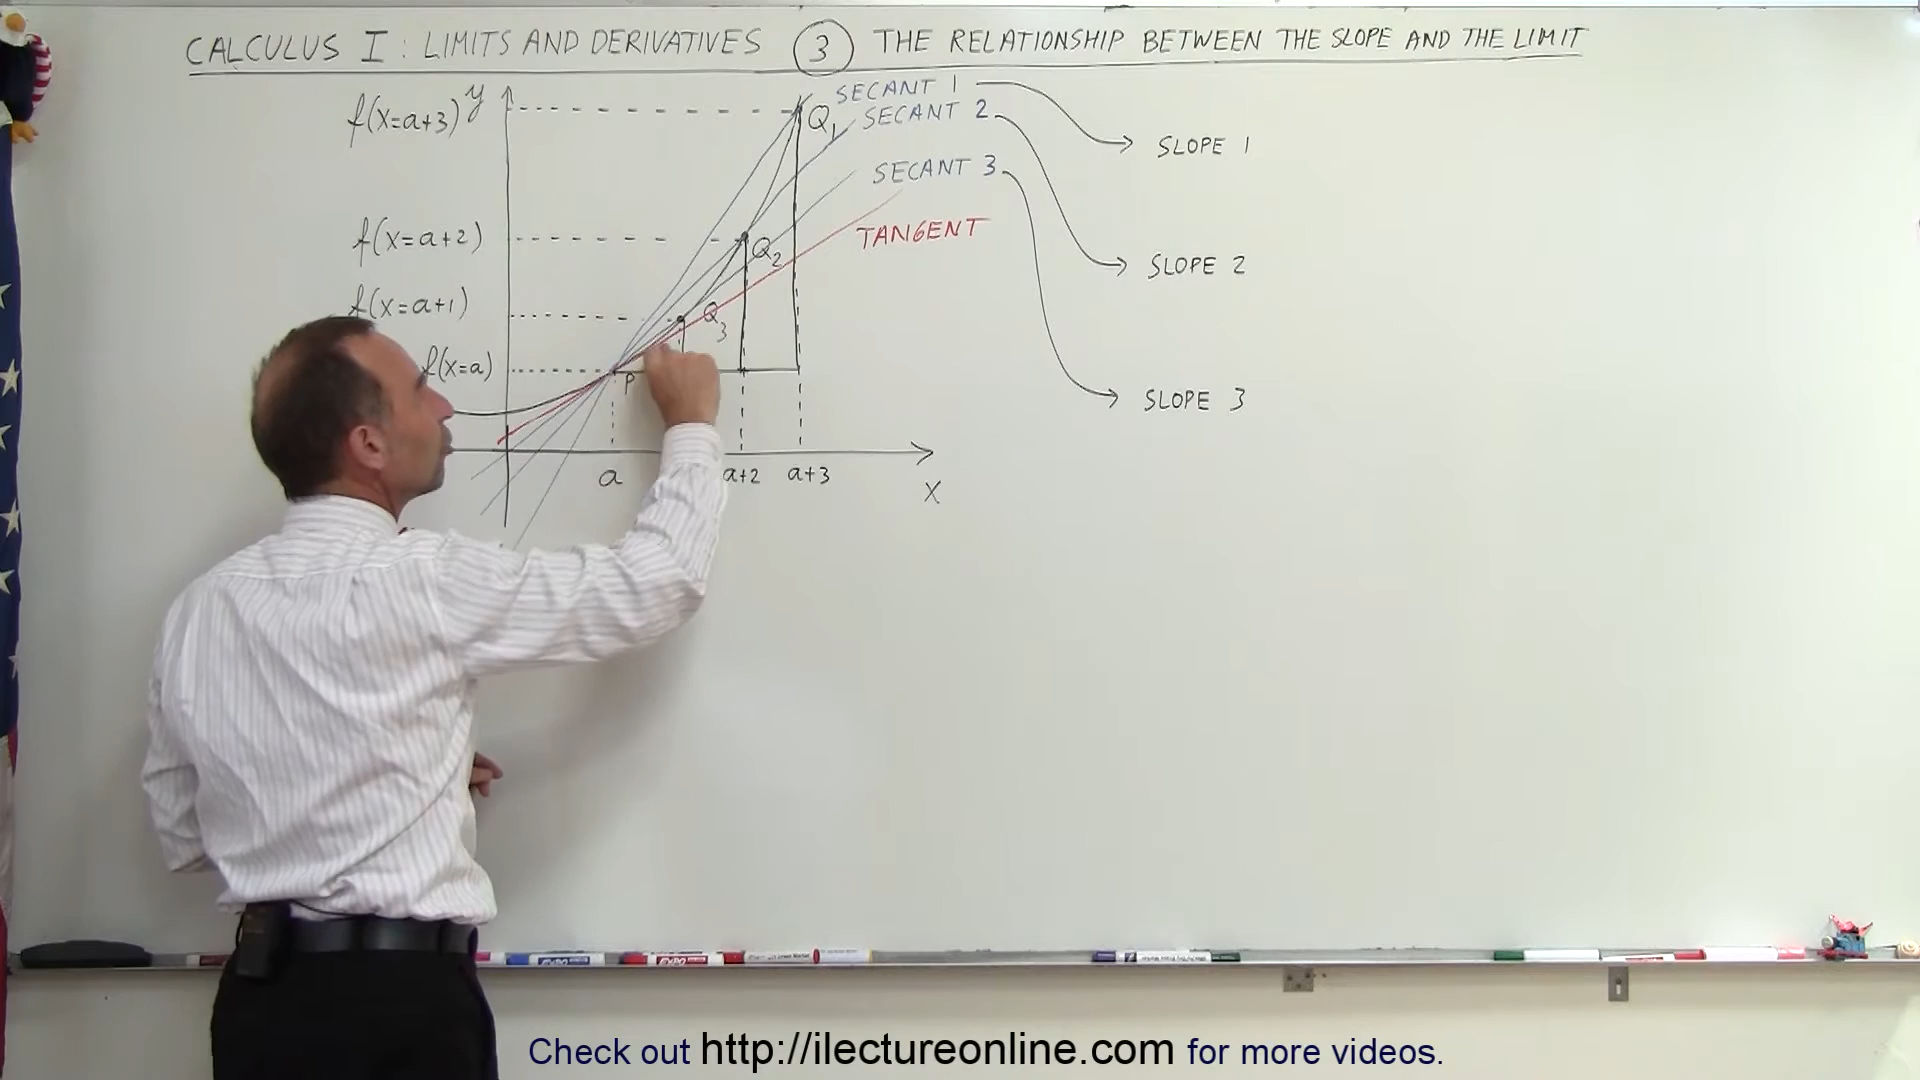 CALCULUS I : LIMITS AND DERIVATIVES 3 THE RELATIONSHIP BETWEEN THE SLOPE AND THE LIMIT
f(x=a+3) y
SECANT 1
Q1 SECANT 2
SLOPE 1
SECANT 3
TANGENT
f(x=a+2)
Q2
SLOPE 2
f(x=a+1)
Q3
f(x=a)
P
SLOPE 3
a a+2 a+3
x
EXPO EXPO
Check out http://ilectureonline.com for more videos.